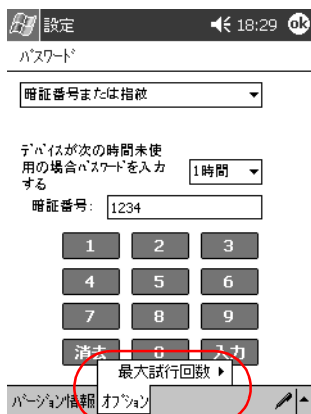 設定 18:29 ok
パスワード
暗証番号または指紋
デバイスが次の時間未使
用の場合パスワードを入力
する
1時間
暗証番号: 1234
1 2 3
4 5 6
7 8 9
消去 0 入力
最大試行回数
バージョン情報 オプション